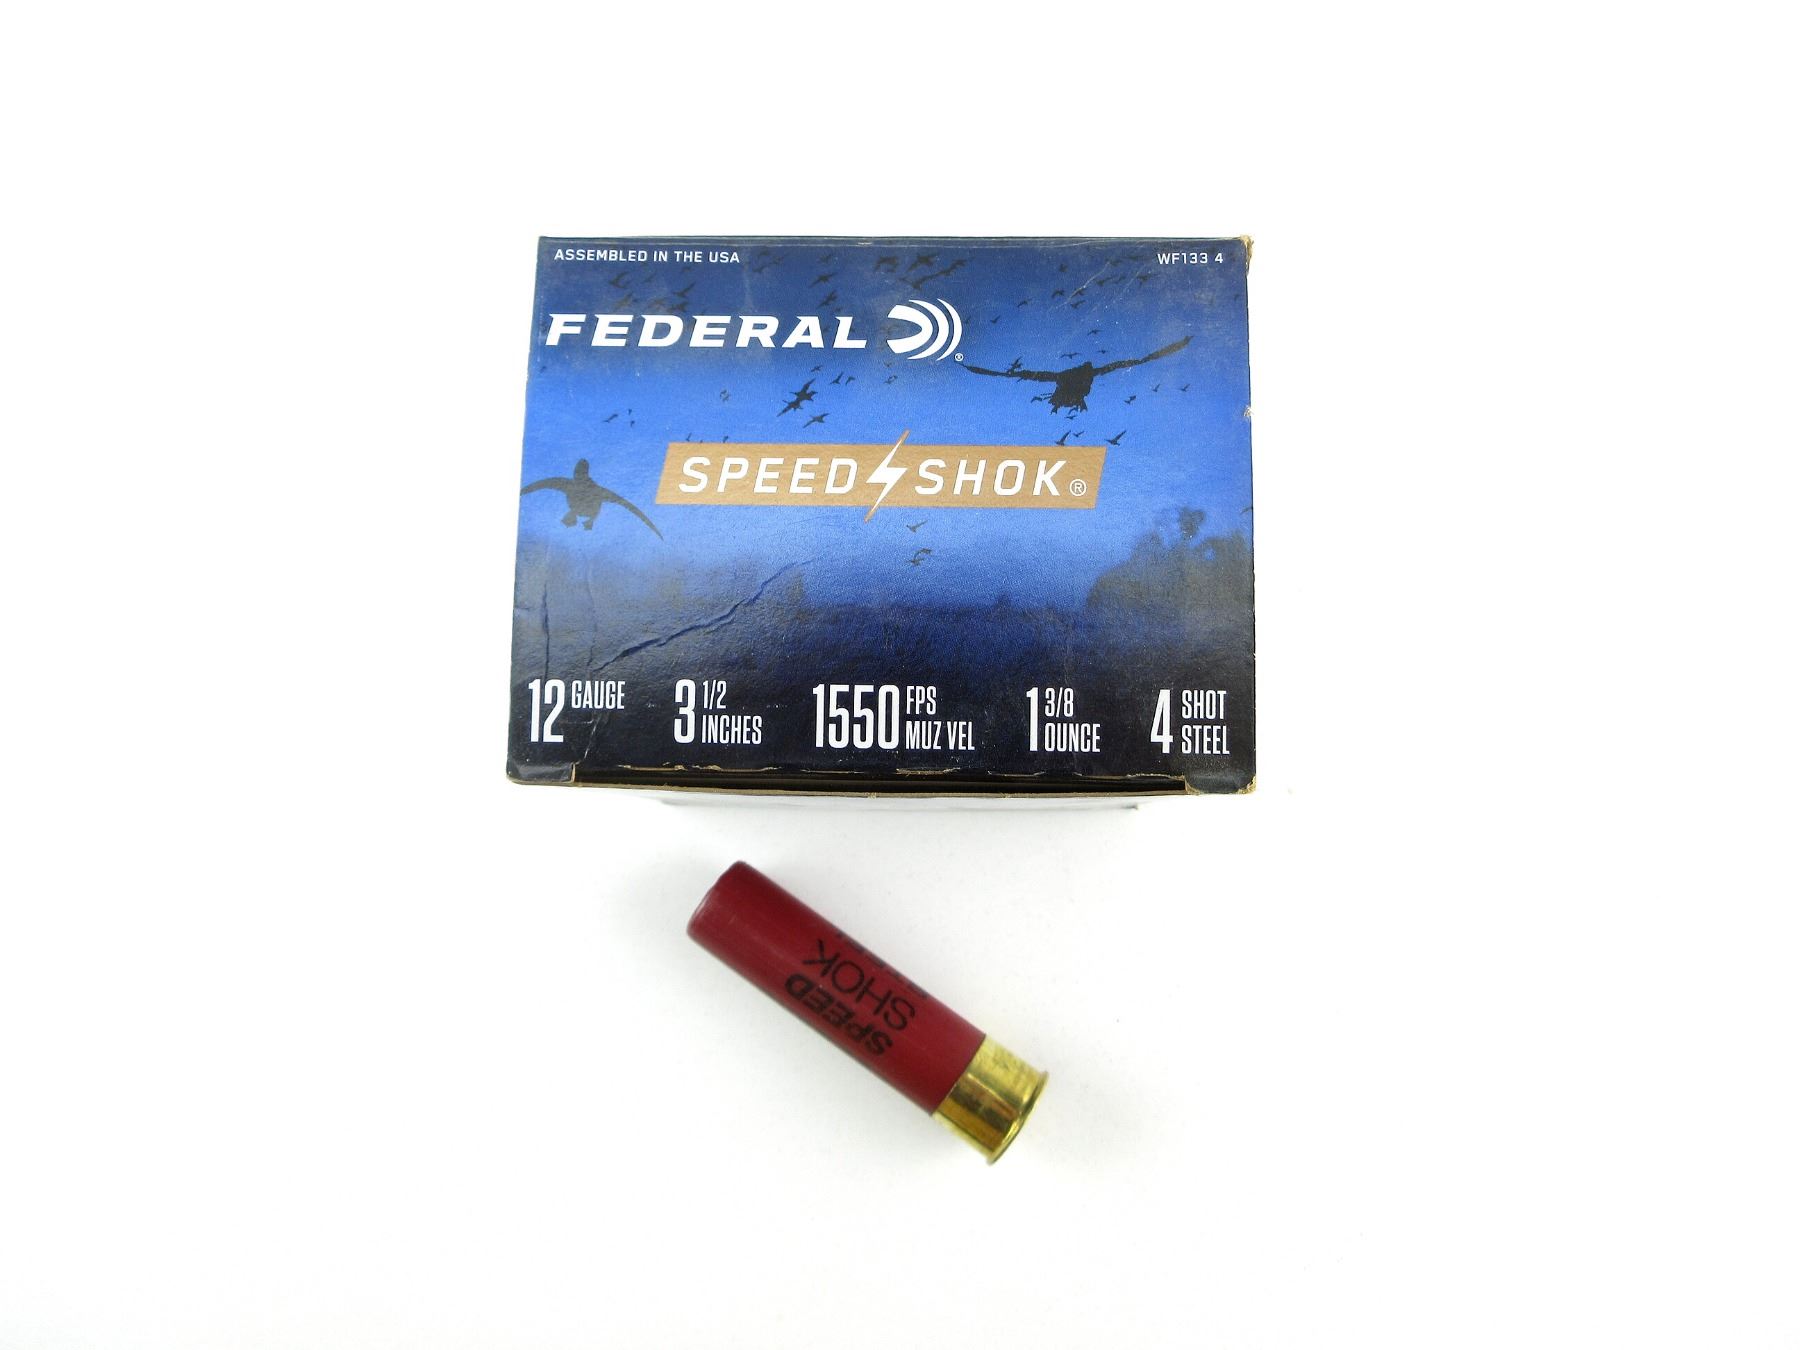 ASSEMBLED IN THE USA WF133 4
FEDERAL ®
SPEED SHOK®
12 GAUGE 3 1/2 INCHES 1550 FPS MUZ VEL 1 3/8 OUNCE 4 SHOT STEEL
SPEED
SHOK